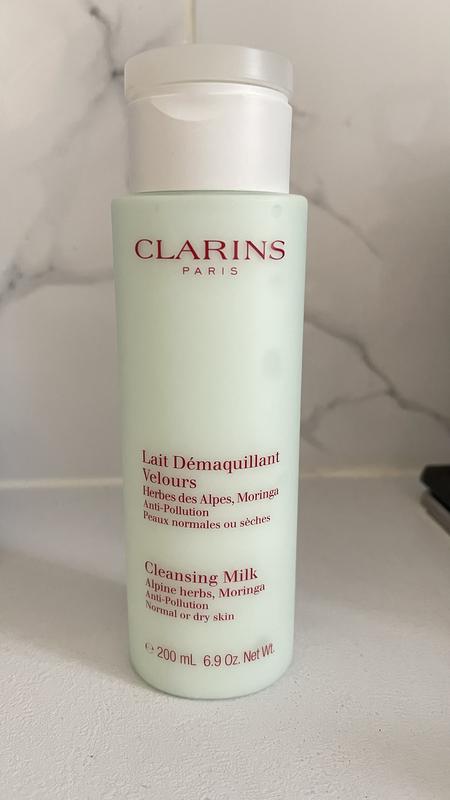 CLARINS
PARIS
Lait Démaquillant
Velours
Herbes des Alpes, Moringa
Anti-Pollution
Peaux normales ou sèches
Cleansing Milk
Alpine herbs, Moringa
Anti-Pollution
Normal or dry skin
℮ 200 mL 6.9 Oz. Net Wt.